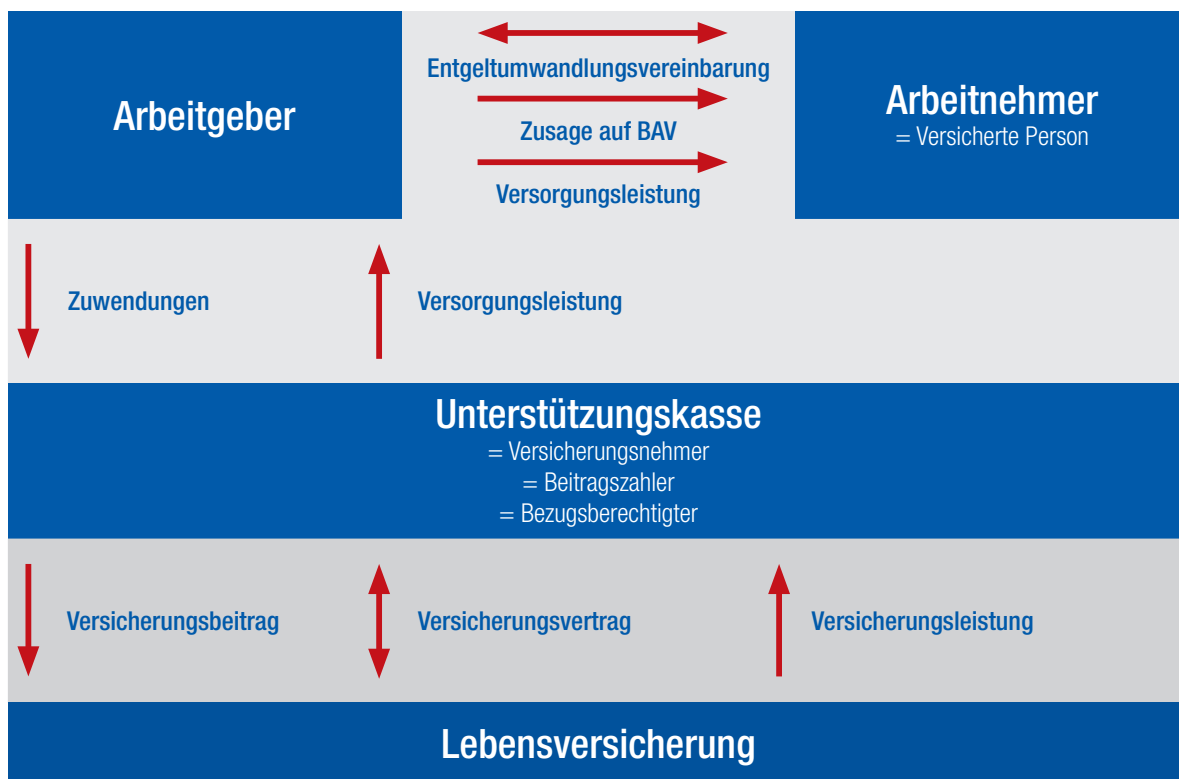 Arbeitgeber
Entgeltumwandlungsvereinbarung
Zusage auf BAV
Versorgungsleistung
Arbeitnehmer
= Versicherte Person
Zuwendungen
Versorgungsleistung
Unterstützungskasse
= Versicherungsnehmer
= Beitragszahler
= Bezugsberechtigter
Versicherungsbeitrag
Versicherungsvertrag
Versicherungsleistung
Lebensversicherung